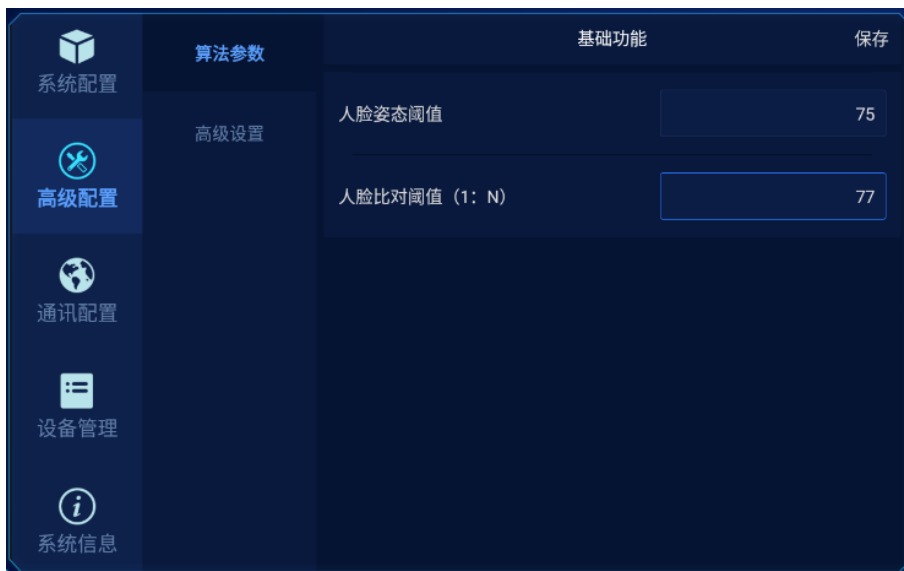 系统配置
高级配置
通讯配置
设备管理
系统信息
算法参数
高级设置
基础功能
保存
人脸姿态阈值
75
人脸比对阈值（1：N）
77